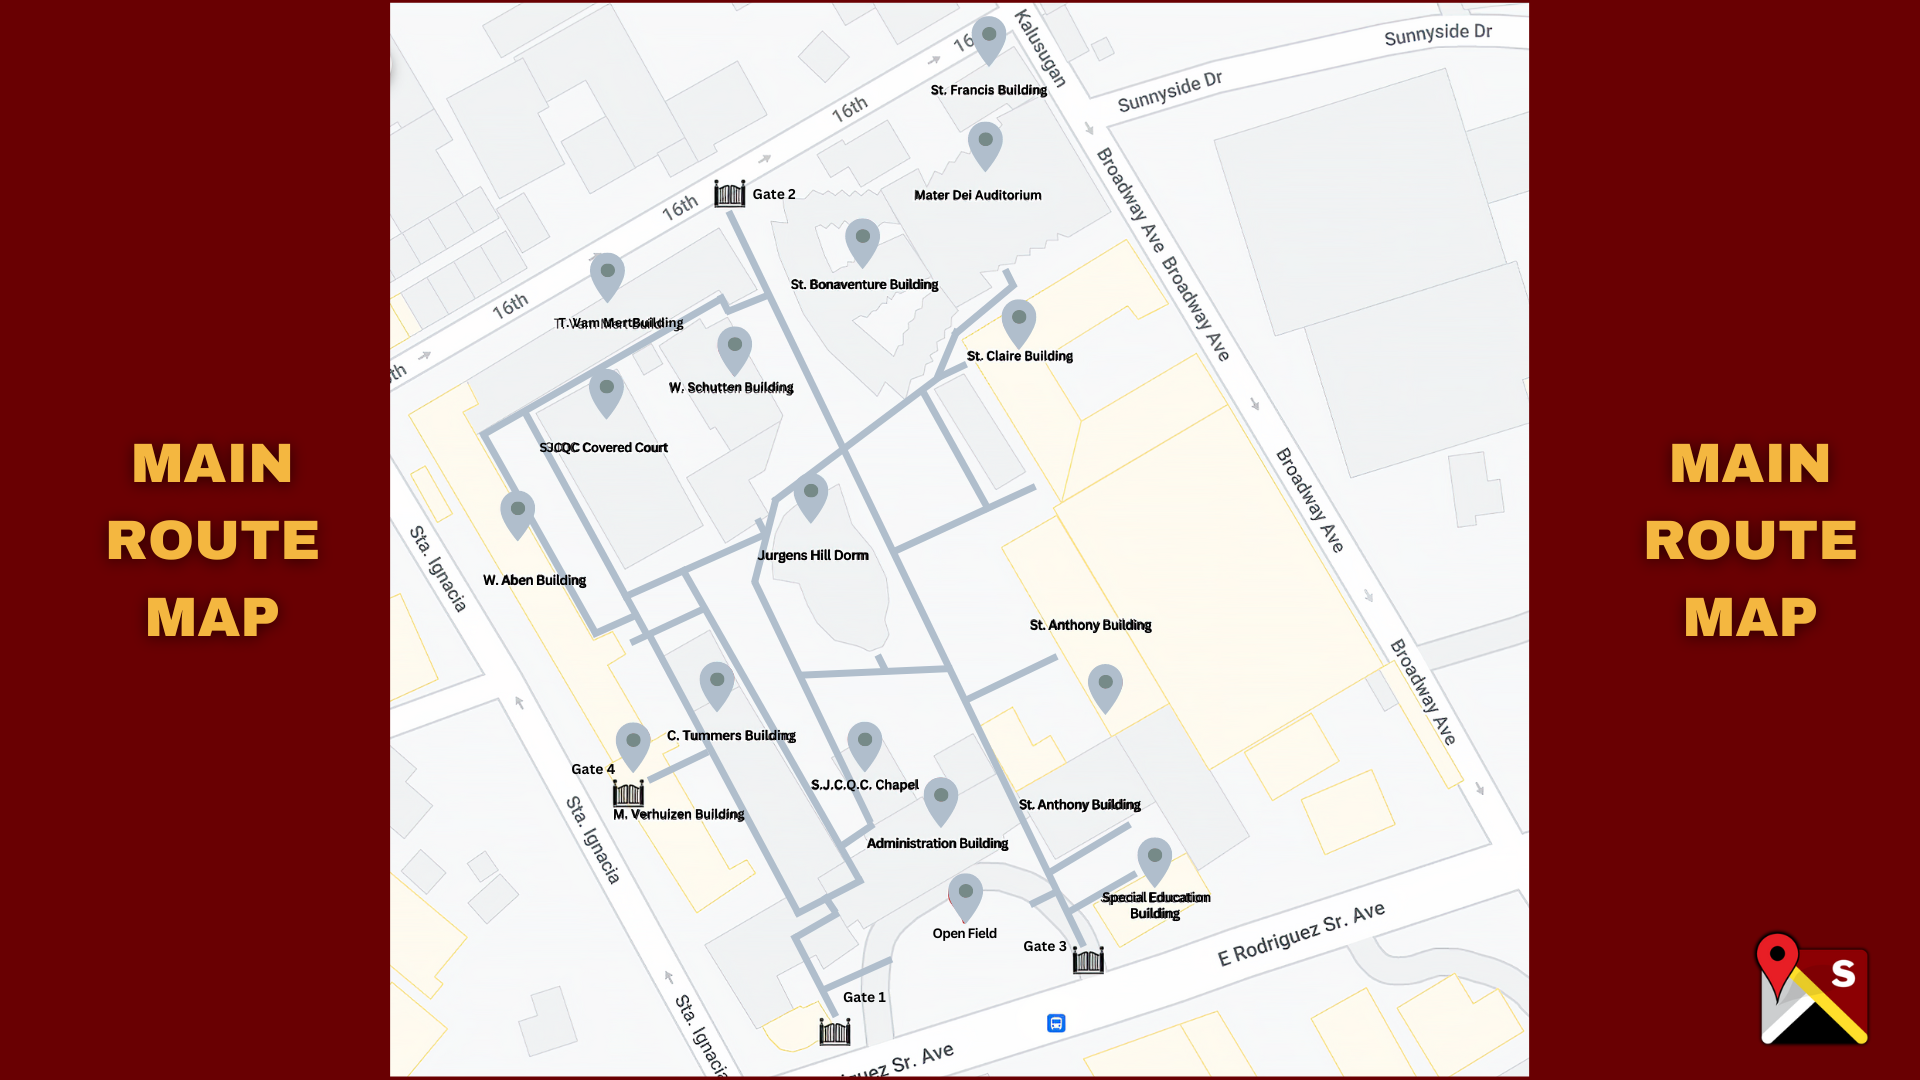 MAIN
ROUTE
MAP
Kalusugan
16th
St. Francis Building
Sunnyside Dr
Sunnyside Dr
16th
Mater Dei Auditorium
Broadway Ave
Gate 2
16th
St. Bonaventure Building
Broadway Ave
16th
T. Vam Mert Building
St. Claire Building
W. Schutten Building
SJCQC Covered Court
Broadway Ave
Sta. Ignacia
Jurgens Hill Dorm
W. Aben Building
St. Anthony Building
Broadway Ave
C. Tummers Building
Gate 4
M. Verhuizen Building
S.J.C.Q.C. Chapel
St. Anthony Building
Sta. Ignacia
Administration Building
Special Education
Building
Open Field
Gate 3
E Rodriguez Sr. Ave
Gate 1
Sta. Ignacia
Sr. Ave
MAIN
ROUTE
MAP
S